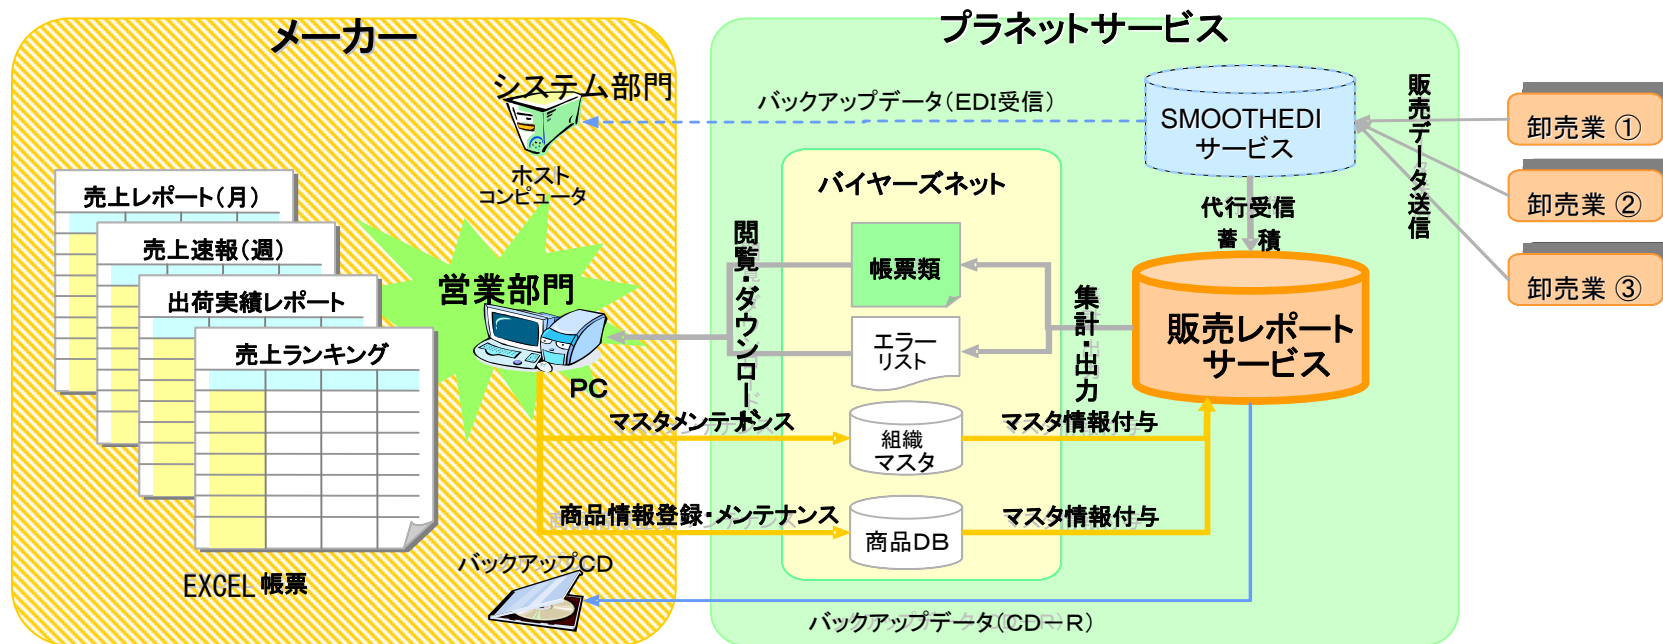 メーカー
システム部門
ホスト
コンピュータ
売上レポート(月)
売上速報(週)
出荷実績レポート
売上ランキング
EXCEL 帳票
営業部門
PC
バックアップCD
プラネットサービス
バックアップデータ(EDI受信)
SMOOTHEDI
サービス
販売データ送信
卸売業 ①
卸売業 ②
卸売業 ③
代行受信
蓄 積
バイヤーズネット
閲覧・ダウンロード
帳票類
エラー
リスト
集計・出力
販売レポート
サービス
マスタメンテナンス
組織
マスタ
マスタ情報付与
商品情報登録・メンテナンス
商品DB
マスタ情報付与
バックアップデータ(CD-R)